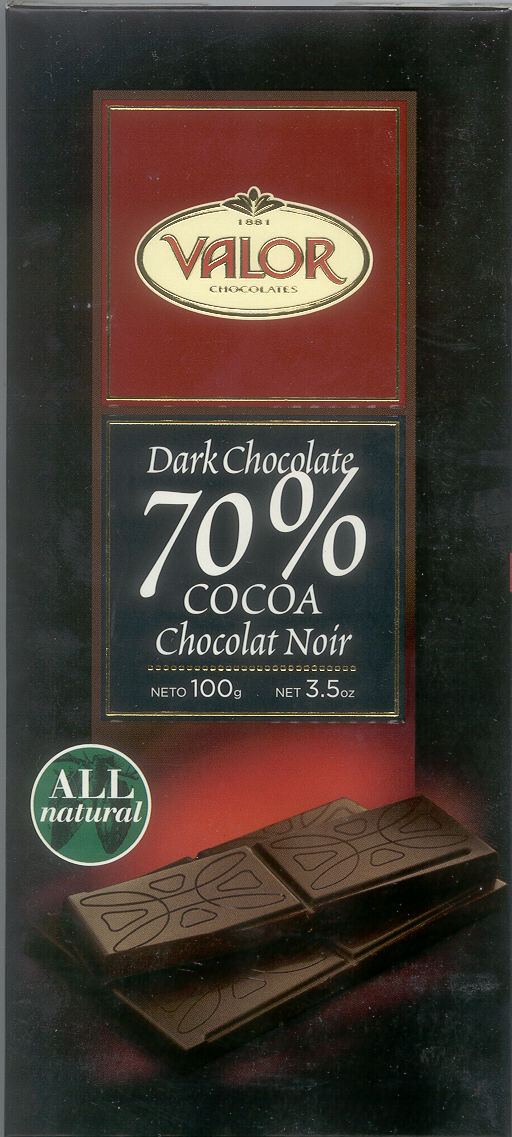 1881
VALOR
CHOCOLATES
Dark Chocolate
70%
COCOA
Chocolat Noir
NETO 100g . NET 3.5oz
ALL
natural